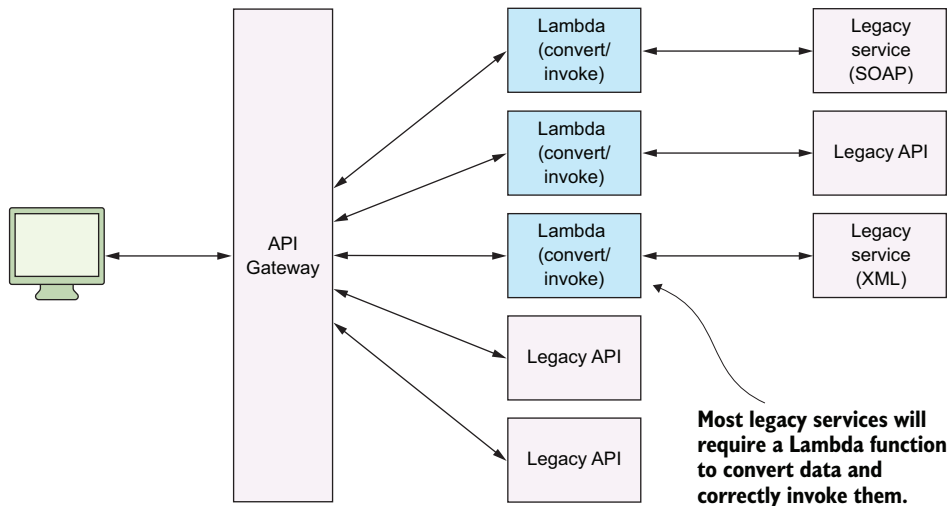 API
Gateway
Lambda
(convert/
invoke)
Legacy
service
(SOAP)
Lambda
(convert/
invoke)
Legacy API
Lambda
(convert/
invoke)
Legacy
service
(XML)
Legacy API
Legacy API
Most legacy services will
require a Lambda function
to convert data and
correctly invoke them.